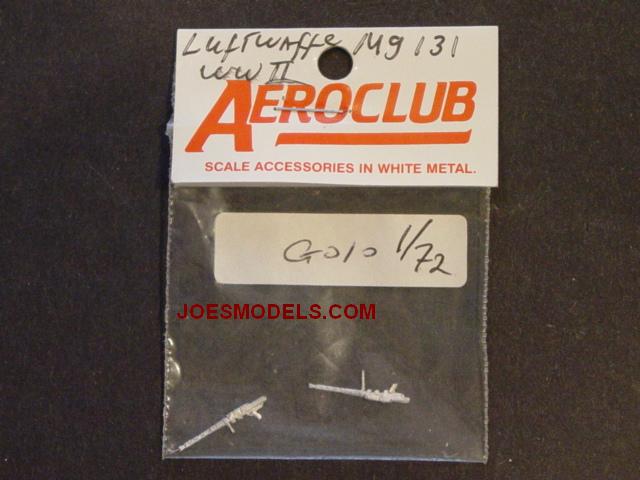 Luftwaffe Mg 131
WW II
AEROCLUB
SCALE ACCESSORIES IN WHITE METAL.
G010 1/72
JOESMODELS.COM